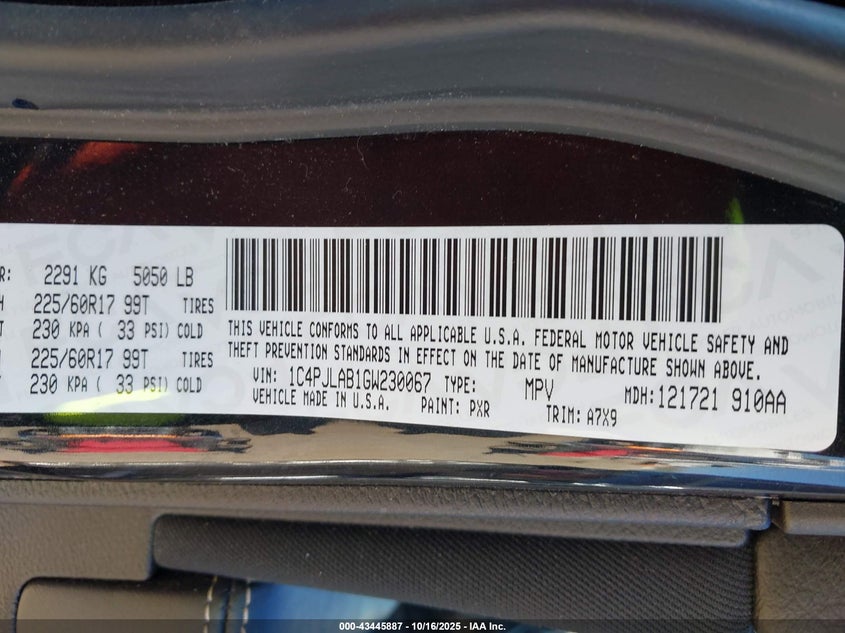 R: 2291 KG 5050 LB
225/60R17 99T TIRES
230 KPA ( 33 PSI) COLD
225/60R17 99T TIRES
230 KPA ( 33 PSI) COLD
THIS VEHICLE CONFORMS TO ALL APPLICABLE U.S.A. FEDERAL MOTOR VEHICLE SAFETY AND
THEFT PREVENTION STANDARDS IN EFFECT ON THE DATE OF MANUFACTURE SHOWN ABOVE.
VIN: 1C4PJLAB1GW230067 TYPE: MPV MDH: 121721 910AA
VEHICLE MADE IN U.S.A. PAINT: PXR TRIM: A7X9
000-43445887 - 10/16/2025 - IAA Inc.